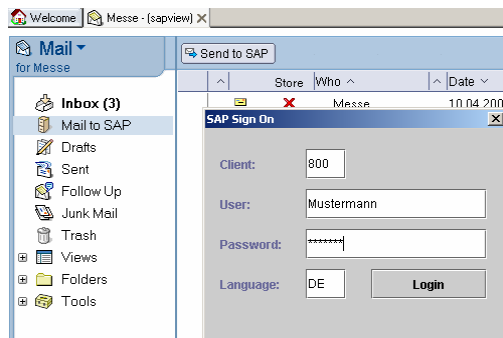 Welcome Messe - (sapview)
Mail
for Messe
Send to SAP
Store Who Date
Messe 10.04.200
Inbox (3)
Mail to SAP
Drafts
Sent
Follow Up
Junk Mail
Trash
Views
Folders
Tools
SAP Sign On
Client: 800
User: Mustermann
Password: *******
Language: DE Login